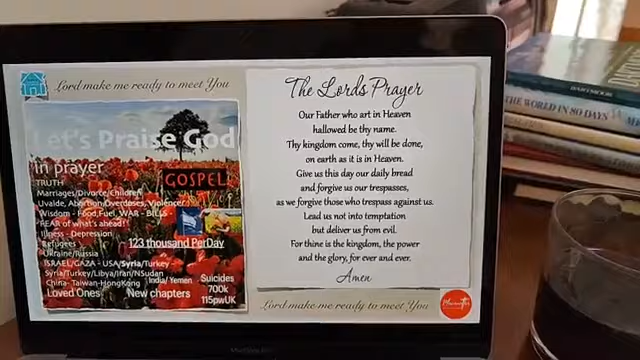 Lord make me ready to meet You
Let's Praise God
in prayer
GOSPEL
TRUTH
Marriages/Divorce/Children
Uvalde, Abortion, Overdoses, Violence
Wisdom - Food, Fuel, WAR - BILLS
FEAR of what's ahead!
Illness - Depression
Refugees
123 thousand PerDay
Ukraine/Russia
ISRAEL/GAZA - USA/Syria/Turkey
Syria/Turkey/Libya/Iran/NSudan
India/ Yemen
China- Taiwan-HongKong
Suicides
700k
115pwUK
Loved Ones
New chapters
The Lords Prayer
Our Father who art in Heaven
hallowed be thy name.
Thy kingdom come, thy will be done,
on earth as it is in Heaven.
Give us this day our daily bread
and forgive us our trespasses,
as we forgive those who trespass against us.
Lead us not into temptation
but deliver us from evil.
For thine is the kingdom, the power
and the glory, for ever and ever.
Amen
Lord make me ready to meet You
DARTMOOR
THE WORLD IN 80 DAYS